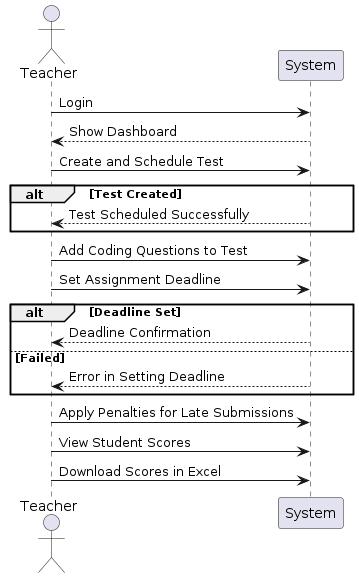 Teacher
System
Login
Show Dashboard
Create and Schedule Test
alt [Test Created]
Test Scheduled Successfully
Add Coding Questions to Test
Set Assignment Deadline
alt [Deadline Set]
Deadline Confirmation
[Failed]
Error in Setting Deadline
Apply Penalties for Late Submissions
View Student Scores
Download Scores in Excel
Teacher
System